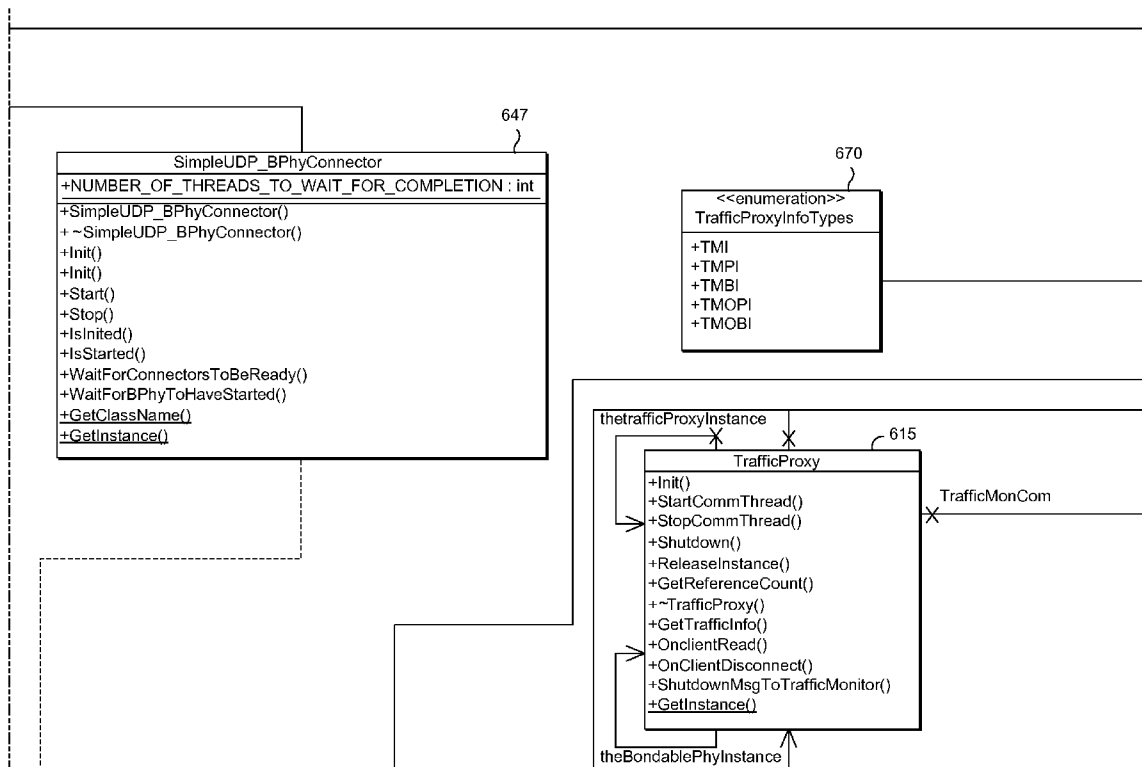 647
SimpleUDP_BPhyConnector
+NUMBER_OF_THREADS_TO_WAIT_FOR_COMPLETION : int
+SimpleUDP_BPhyConnector()
+ ~SimpleUDP_BPhyConnector()
+Init()
+Init()
+Start()
+Stop()
+IsInited()
+IsStarted()
+WaitForConnectorsToBeReady()
+WaitForBPhyToHaveStarted()
+GetClassName()
+GetInstance()
670
<<enumeration>>
TrafficProxyInfoTypes
+TMI
+TMPI
+TMBI
+TMOPI
+TMOBI
thetrafficProxyInstance
615
TrafficProxy
+Init()
+StartCommThread()
+StopCommThread()
+Shutdown()
+ReleaseInstance()
+GetReferenceCount()
+~TrafficProxy()
+GetTrafficInfo()
+OnclientRead()
+OnClientDisconnect()
+ShutdownMsgToTrafficMonitor()
+GetInstance()
TrafficMonCom
theBondablePhyInstance